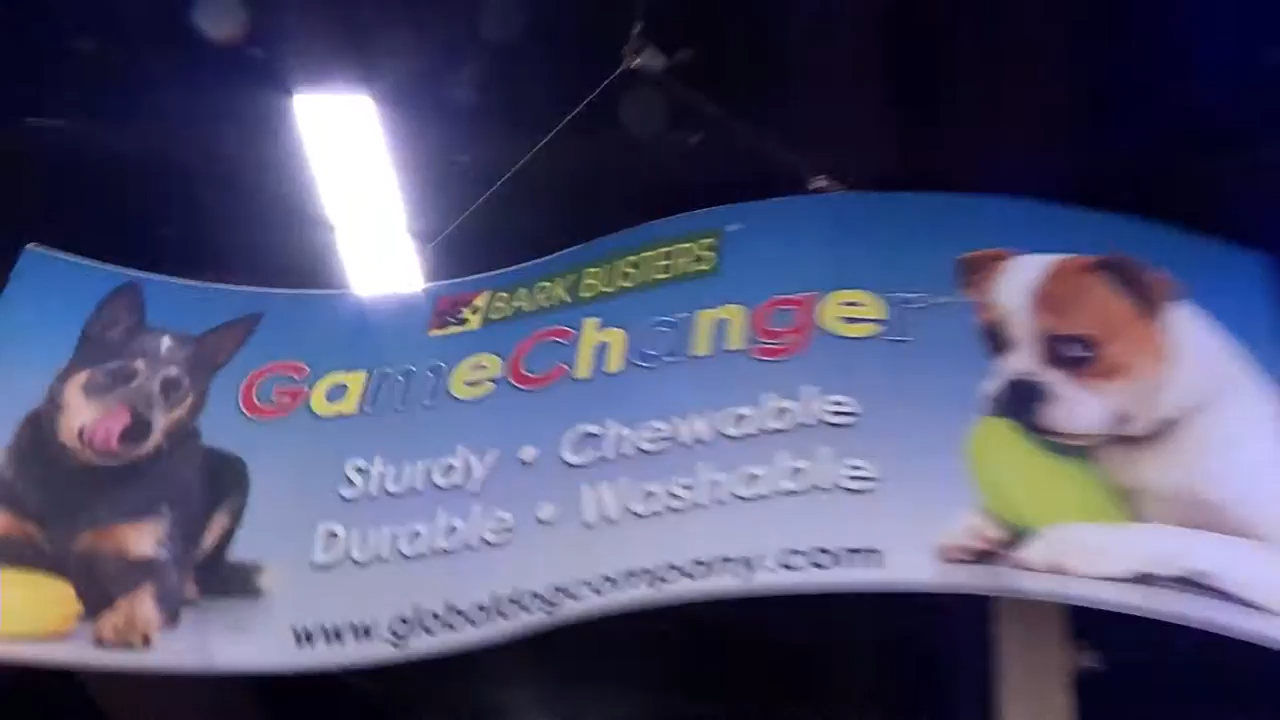 BARK BUSTERS
GameChanger
Sturdy • Chewable
Durable • Washable
www.globaldogcompany.com